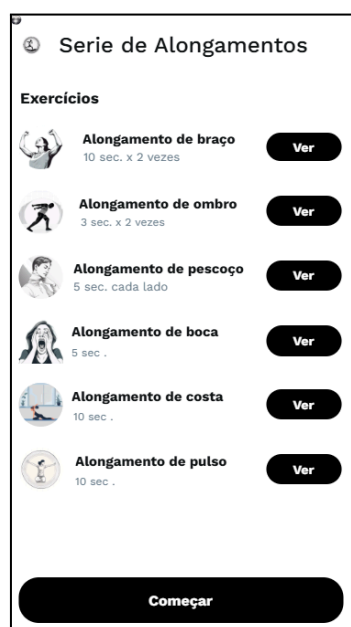 Serie de Alongamentos
Exercícios
Alongamento de braço
10 sec. x 2 vezes
Ver
Alongamento de ombro
3 sec. x 2 vezes
Ver
Alongamento de pescoço
5 sec. cada lado
Ver
Alongamento de boca
5 sec .
Ver
Alongamento de costa
10 sec .
Ver
Alongamento de pulso
10 sec .
Ver
Começar